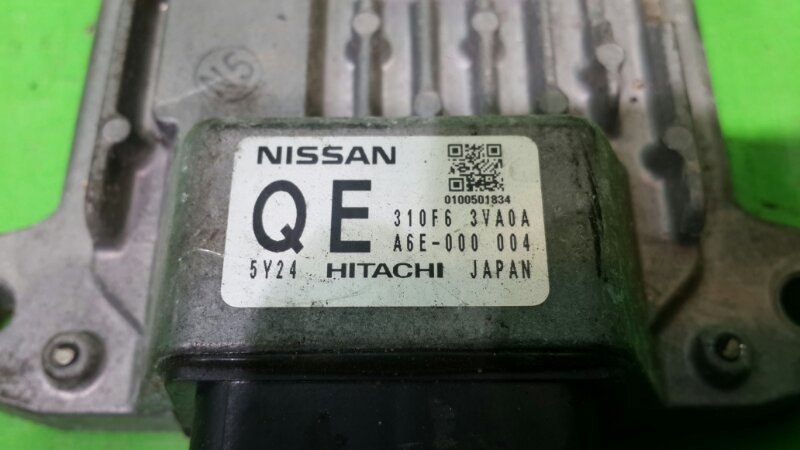 NISSAN
0100501834
QE
310F6 3VA0A
A6E-000 004
5Y24 HITACHI JAPAN